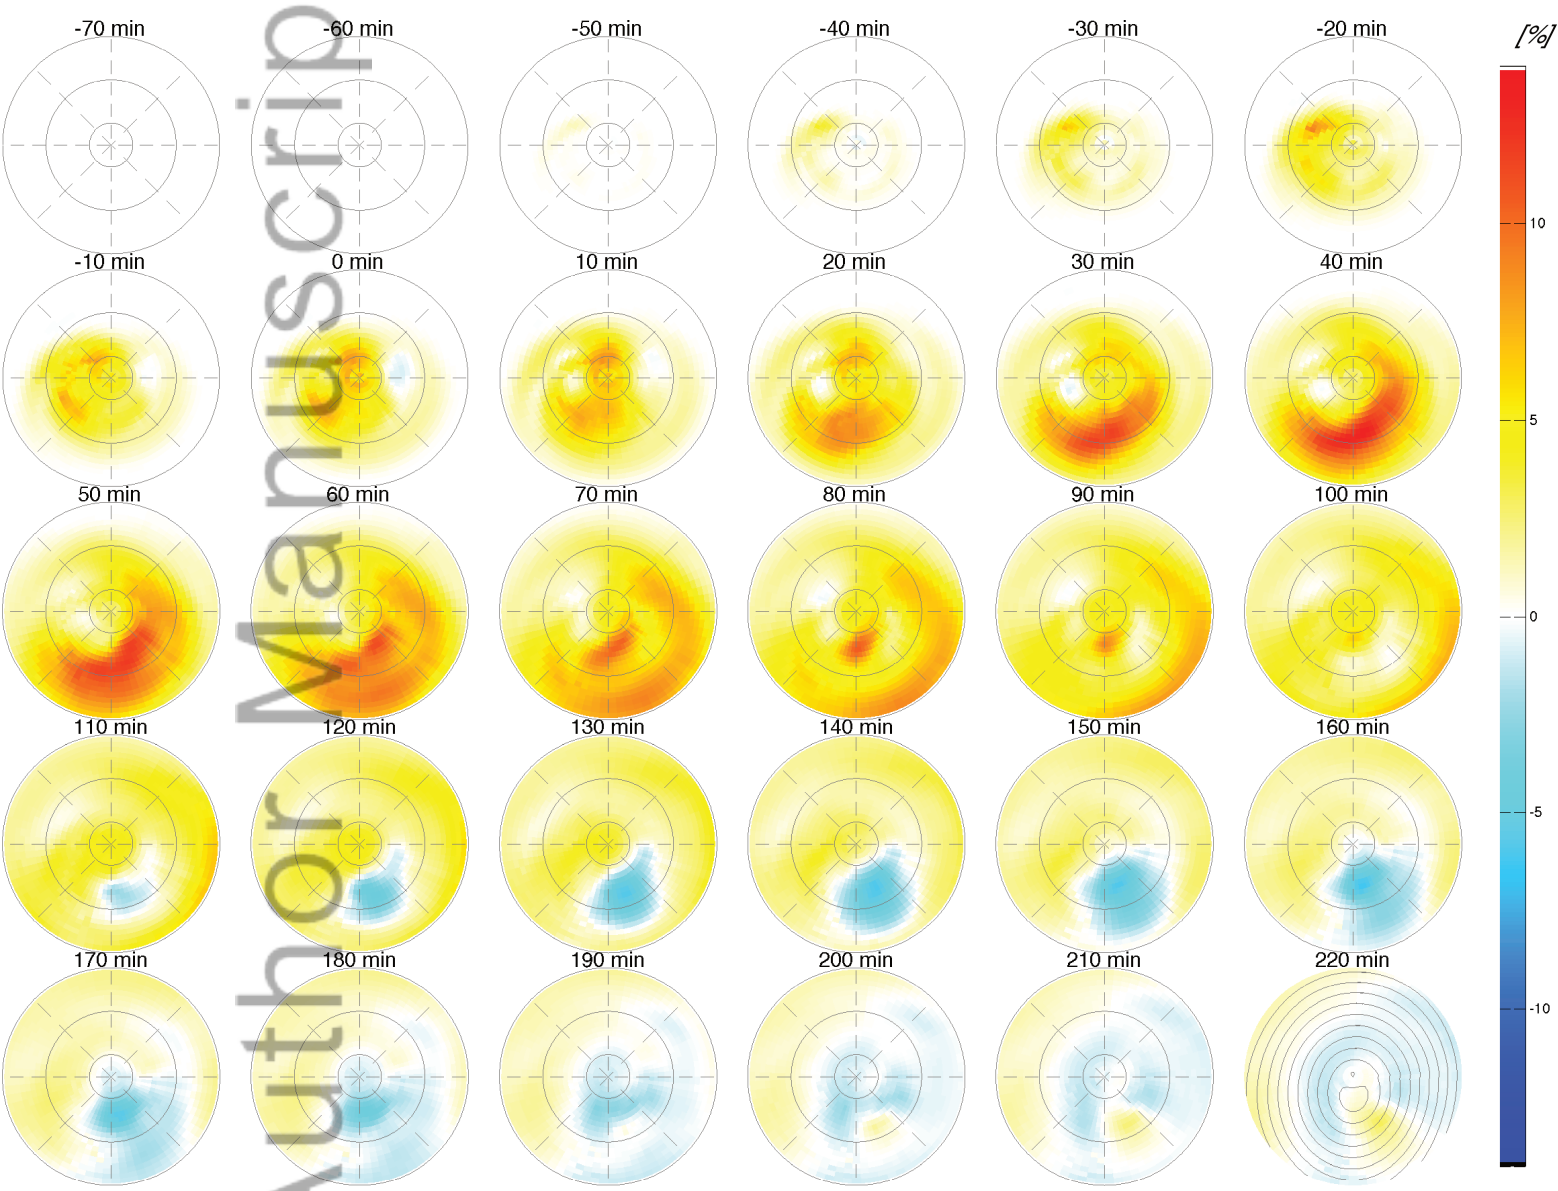 -70 min -60 min -50 min -40 min -30 min -20 min [%]
-10 min 0 min 10 min 20 min 30 min 40 min
50 min 60 min 70 min 80 min 90 min 100 min
110 min 120 min 130 min 140 min 150 min 160 min
170 min 180 min 190 min 200 min 210 min 220 min
10
5
0
-5
-10
uthor Manuscrip